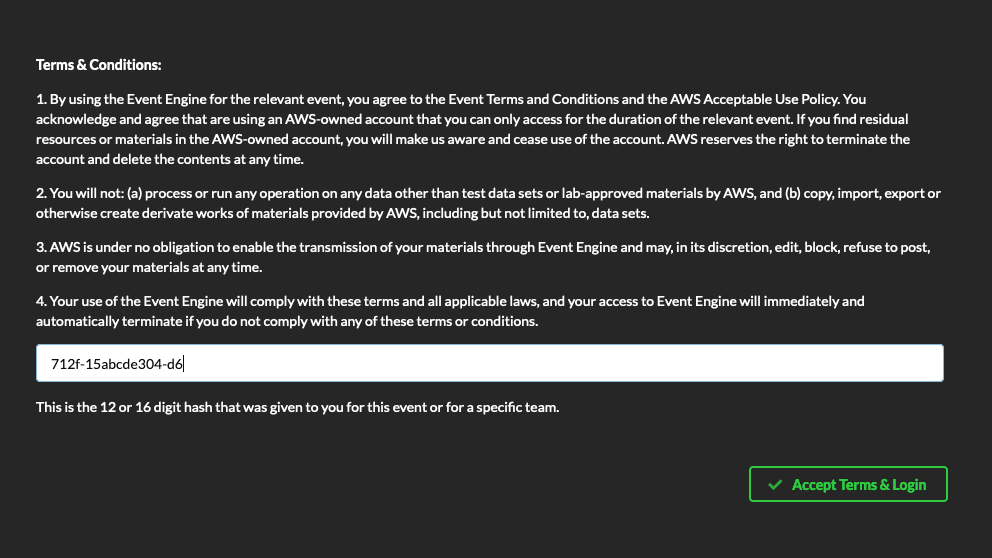 Terms & Conditions:
1. By using the Event Engine for the relevant event, you agree to the Event Terms and Conditions and the AWS Acceptable Use Policy. You
acknowledge and agree that are using an AWS-owned account that you can only access for the duration of the relevant event. If you find residual
resources or materials in the AWS-owned account, you will make us aware and cease use of the account. AWS reserves the right to terminate the
account and delete the contents at any time.
2. You will not: (a) process or run any operation on any data other than test data sets or lab-approved materials by AWS, and (b) copy, import, export or
otherwise create derivate works of materials provided by AWS, including but not limited to, data sets.
3. AWS is under no obligation to enable the transmission of your materials through Event Engine and may, in its discretion, edit, block, refuse to post,
or remove your materials at any time.
4. Your use of the Event Engine will comply with these terms and all applicable laws, and your access to Event Engine will immediately and
automatically terminate if you do not comply with any of these terms or conditions.
712f-15abcde304-d6
This is the 12 or 16 digit hash that was given to you for this event or for a specific team.
Accept Terms & Login